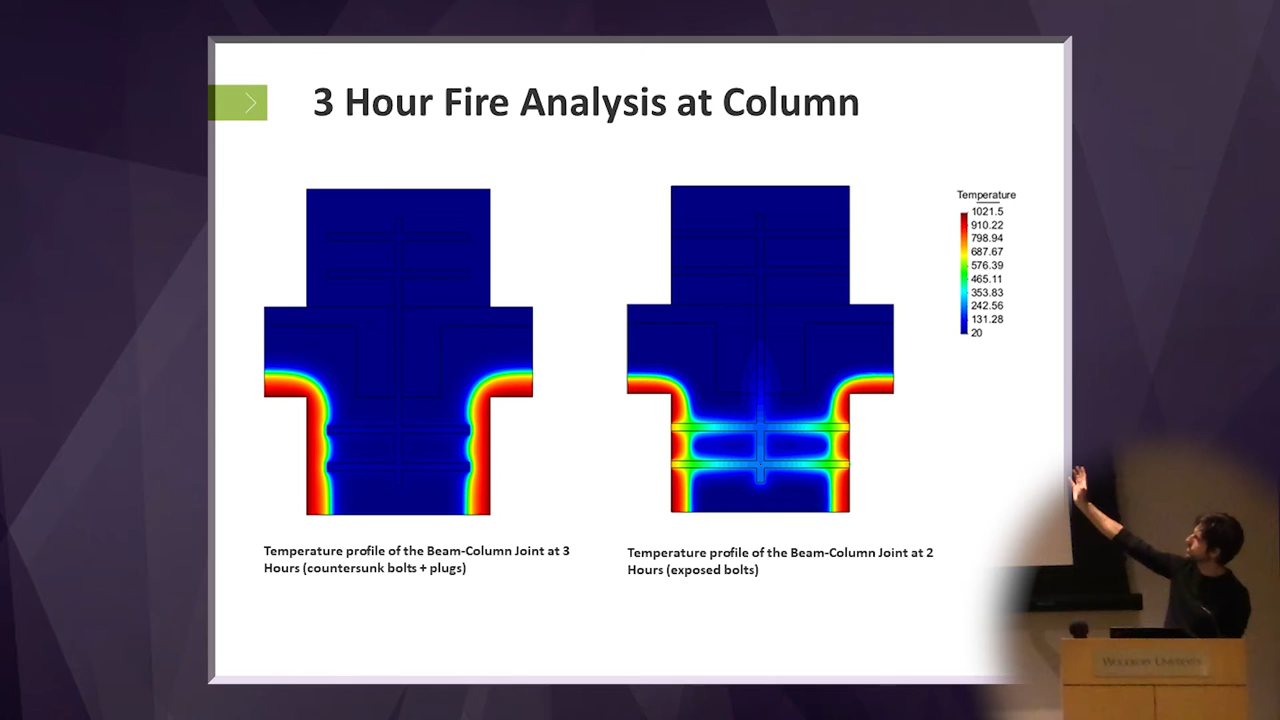 3 Hour Fire Analysis at Column
Temperature
1021.5
910.22
798.94
687.67
576.39
465.11
353.83
242.56
131.28
20
Temperature profile of the Beam-Column Joint at 3
Hours (countersunk bolts + plugs)
Temperature profile of the Beam-Column Joint at 2
Hours (exposed bolts)
Woodbury University